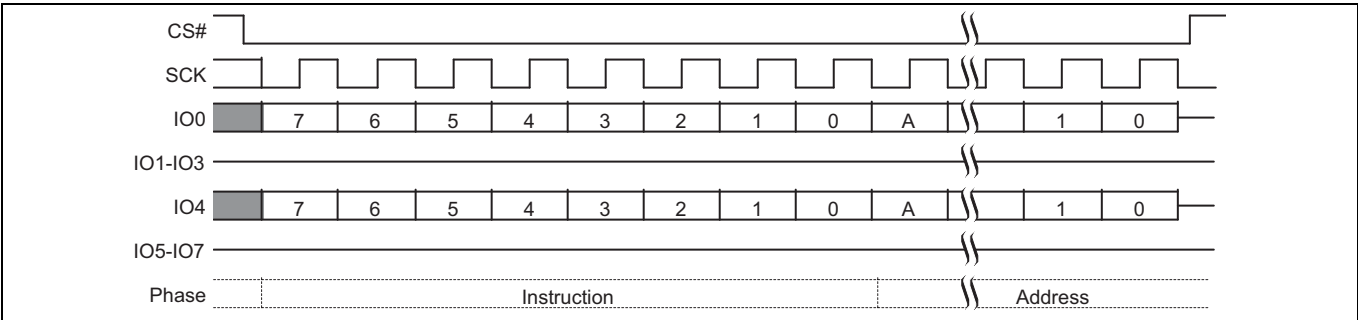 CS#
SCK
IO0 7 6 5 4 3 2 1 0 A 1 0
IO1-IO3
IO4 7 6 5 4 3 2 1 0 A 1 0
IO5-IO7
Phase Instruction Address